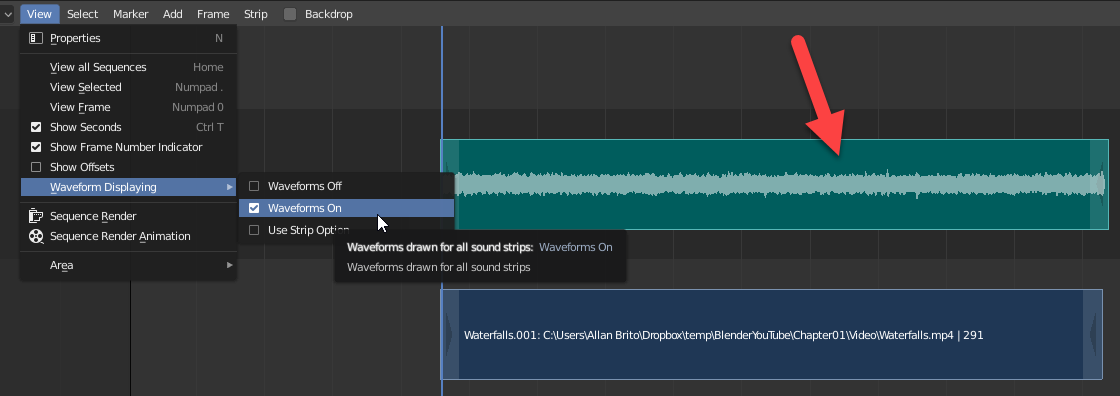 View Select Marker Add Frame Strip Backdrop
Properties N
View all Sequences Home
View Selected Numpad .
View Frame Numpad 0
Show Seconds Ctrl T
Show Frame Number Indicator
Show Offsets
Waveform Displaying
Waveforms Off
Waveforms On
Use Strip Option
Waveforms drawn for all sound strips: Waveforms On
Waveforms drawn for all sound strips
Sequence Render
Sequence Render Animation
Area
Waterfalls.001: C:\Users\Allan Brito\Dropbox\temp\BlenderYouTube\Chapter01\Video\Waterfalls.mp4 | 291